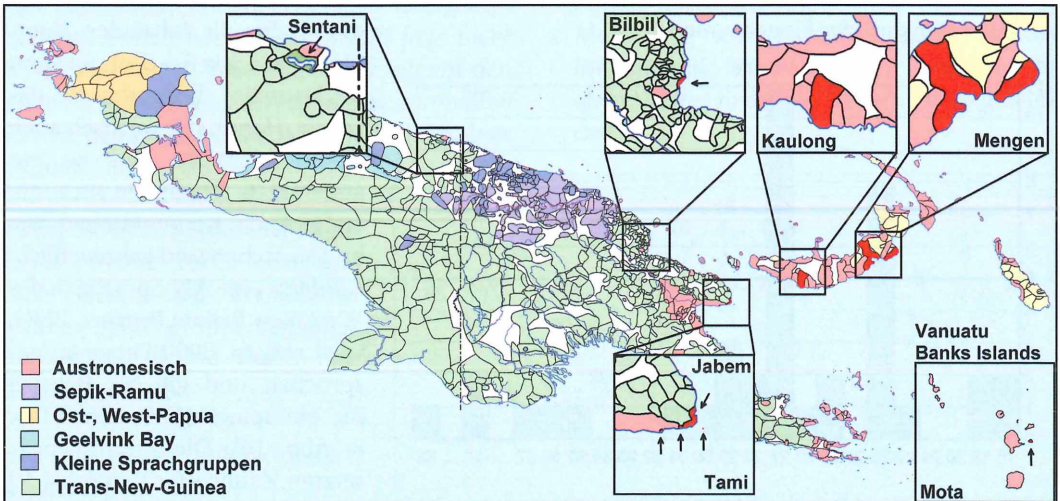 Sentani
Bilbil
Kaulong
Mengen
Jabem
Tami
Vanuatu
Banks Islands
Mota
Austronesisch
Sepik-Ramu
Ost-, West-Papua
Geelvink Bay
Kleine Sprachgruppen
Trans-New-Guinea